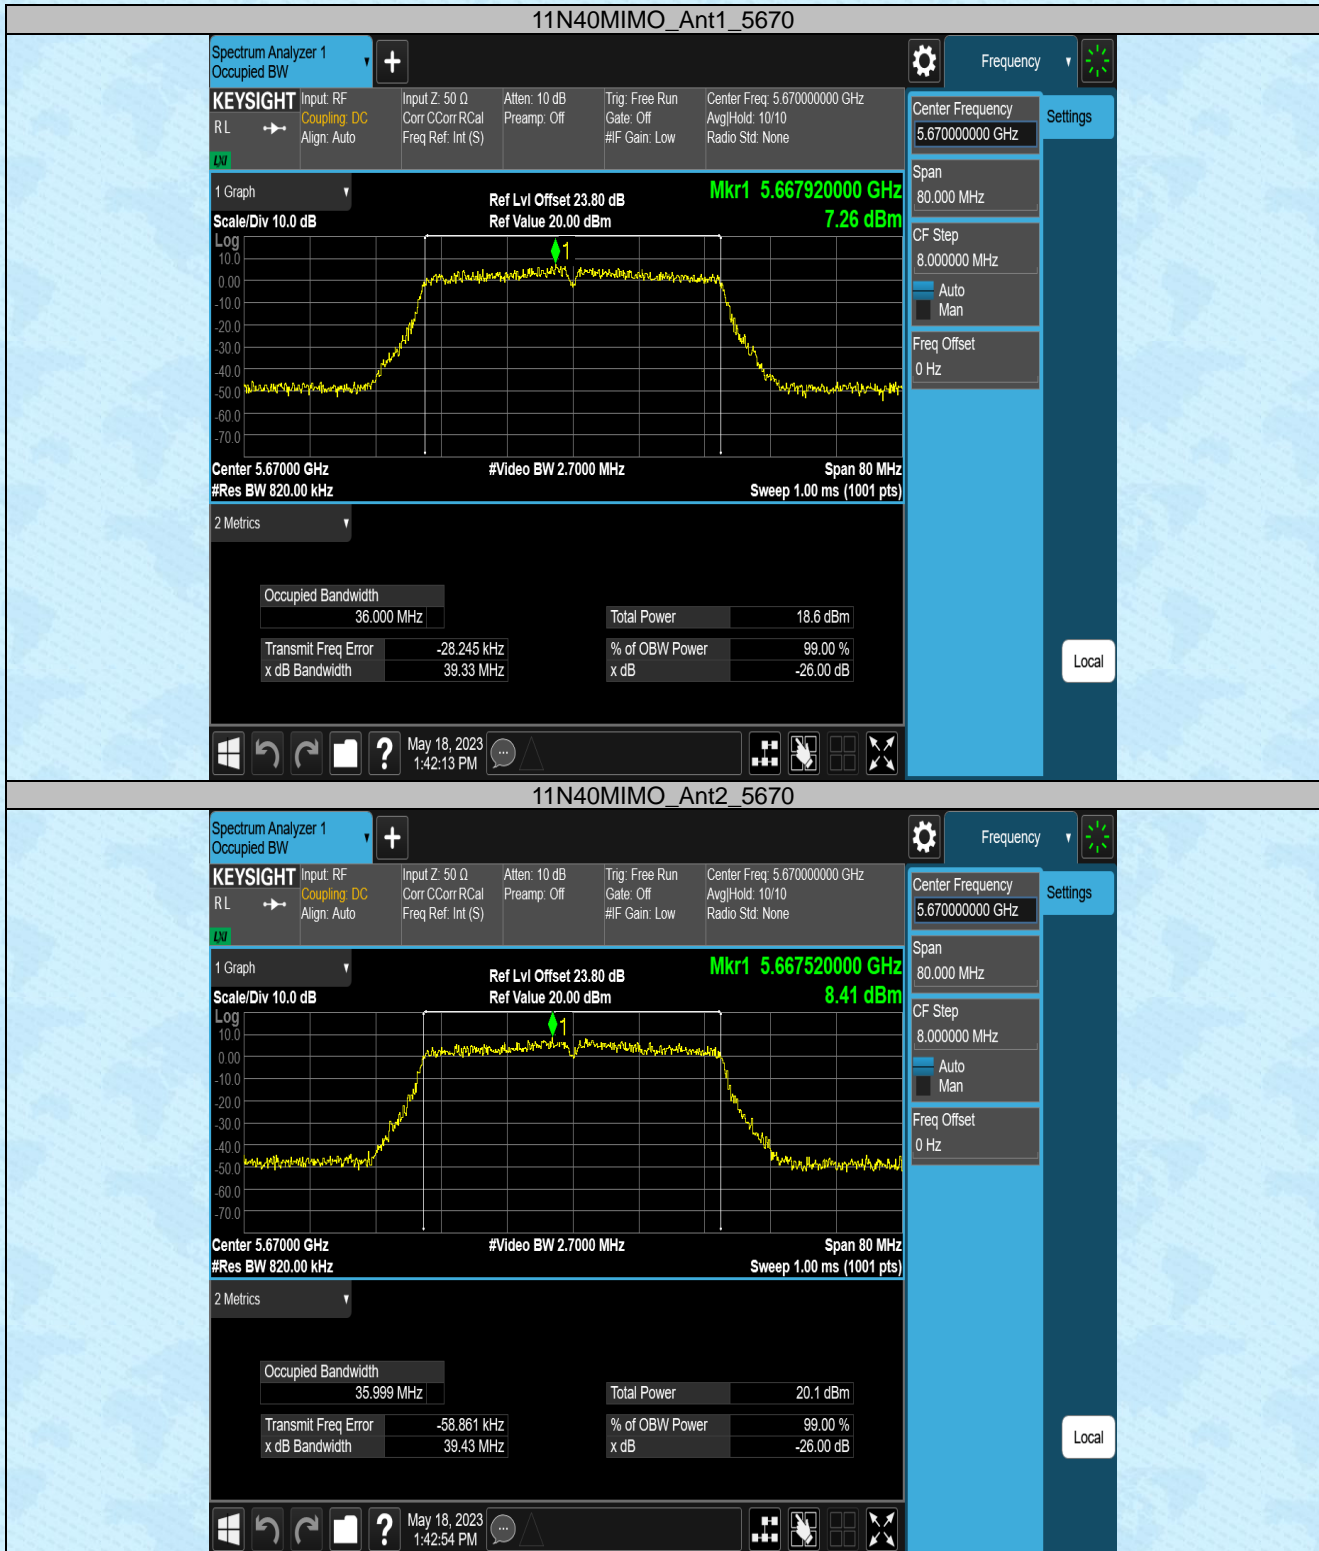 11N40MIMO_Ant1_5670
Spectrum Analyzer 1
Occupied BW
Frequency
KEYSIGHT
R L
LXI
Input: RF
Coupling: DC
Align: Auto
Input Z: 50 Ω
Corr CCorr RCal
Freq Ref: Int (S)
Atten: 10 dB
Preamp: Off
Trig: Free Run
Gate: Off
#IF Gain: Low
Center Freq: 5.670000000 GHz
Avg|Hold: 10/10
Radio Std: None
Center Frequency
5.670000000 GHz
Settings
Span
80.000 MHz
CF Step
8.000000 MHz
Auto
Man
Freq Offset
0 Hz
Local
1 Graph
Scale/Div 10.0 dB
Ref Lvl Offset 23.80 dB
Ref Value 20.00 dBm
Mkr1 5.667920000 GHz
7.26 dBm
Log
10.0
0.00
-10.0
-20.0
-30.0
-40.0
-50.0
-60.0
-70.0
1
Center 5.67000 GHz
#Res BW 820.00 kHz
#Video BW 2.7000 MHz
Span 80 MHz
Sweep 1.00 ms (1001 pts)
2 Metrics
Occupied Bandwidth
36.000 MHz
Total Power 18.6 dBm
Transmit Freq Error -28.245 kHz
% of OBW Power 99.00 %
x dB Bandwidth 39.33 MHz
x dB -26.00 dB
?
May 18, 2023
1:42:13 PM
11N40MIMO_Ant2_5670
Spectrum Analyzer 1
Occupied BW
Frequency
KEYSIGHT
R L
LXI
Input: RF
Coupling: DC
Align: Auto
Input Z: 50 Ω
Corr CCorr RCal
Freq Ref: Int (S)
Atten: 10 dB
Preamp: Off
Trig: Free Run
Gate: Off
#IF Gain: Low
Center Freq: 5.670000000 GHz
Avg|Hold: 10/10
Radio Std: None
Center Frequency
5.670000000 GHz
Settings
Span
80.000 MHz
CF Step
8.000000 MHz
Auto
Man
Freq Offset
0 Hz
Local
1 Graph
Scale/Div 10.0 dB
Ref Lvl Offset 23.80 dB
Ref Value 20.00 dBm
Mkr1 5.667520000 GHz
8.41 dBm
Log
10.0
0.00
-10.0
-20.0
-30.0
-40.0
-50.0
-60.0
-70.0
1
Center 5.67000 GHz
#Res BW 820.00 kHz
#Video BW 2.7000 MHz
Span 80 MHz
Sweep 1.00 ms (1001 pts)
2 Metrics
Occupied Bandwidth
35.999 MHz
Total Power 20.1 dBm
Transmit Freq Error -58.861 kHz
% of OBW Power 99.00 %
x dB Bandwidth 39.43 MHz
x dB -26.00 dB
?
May 18, 2023
1:42:54 PM